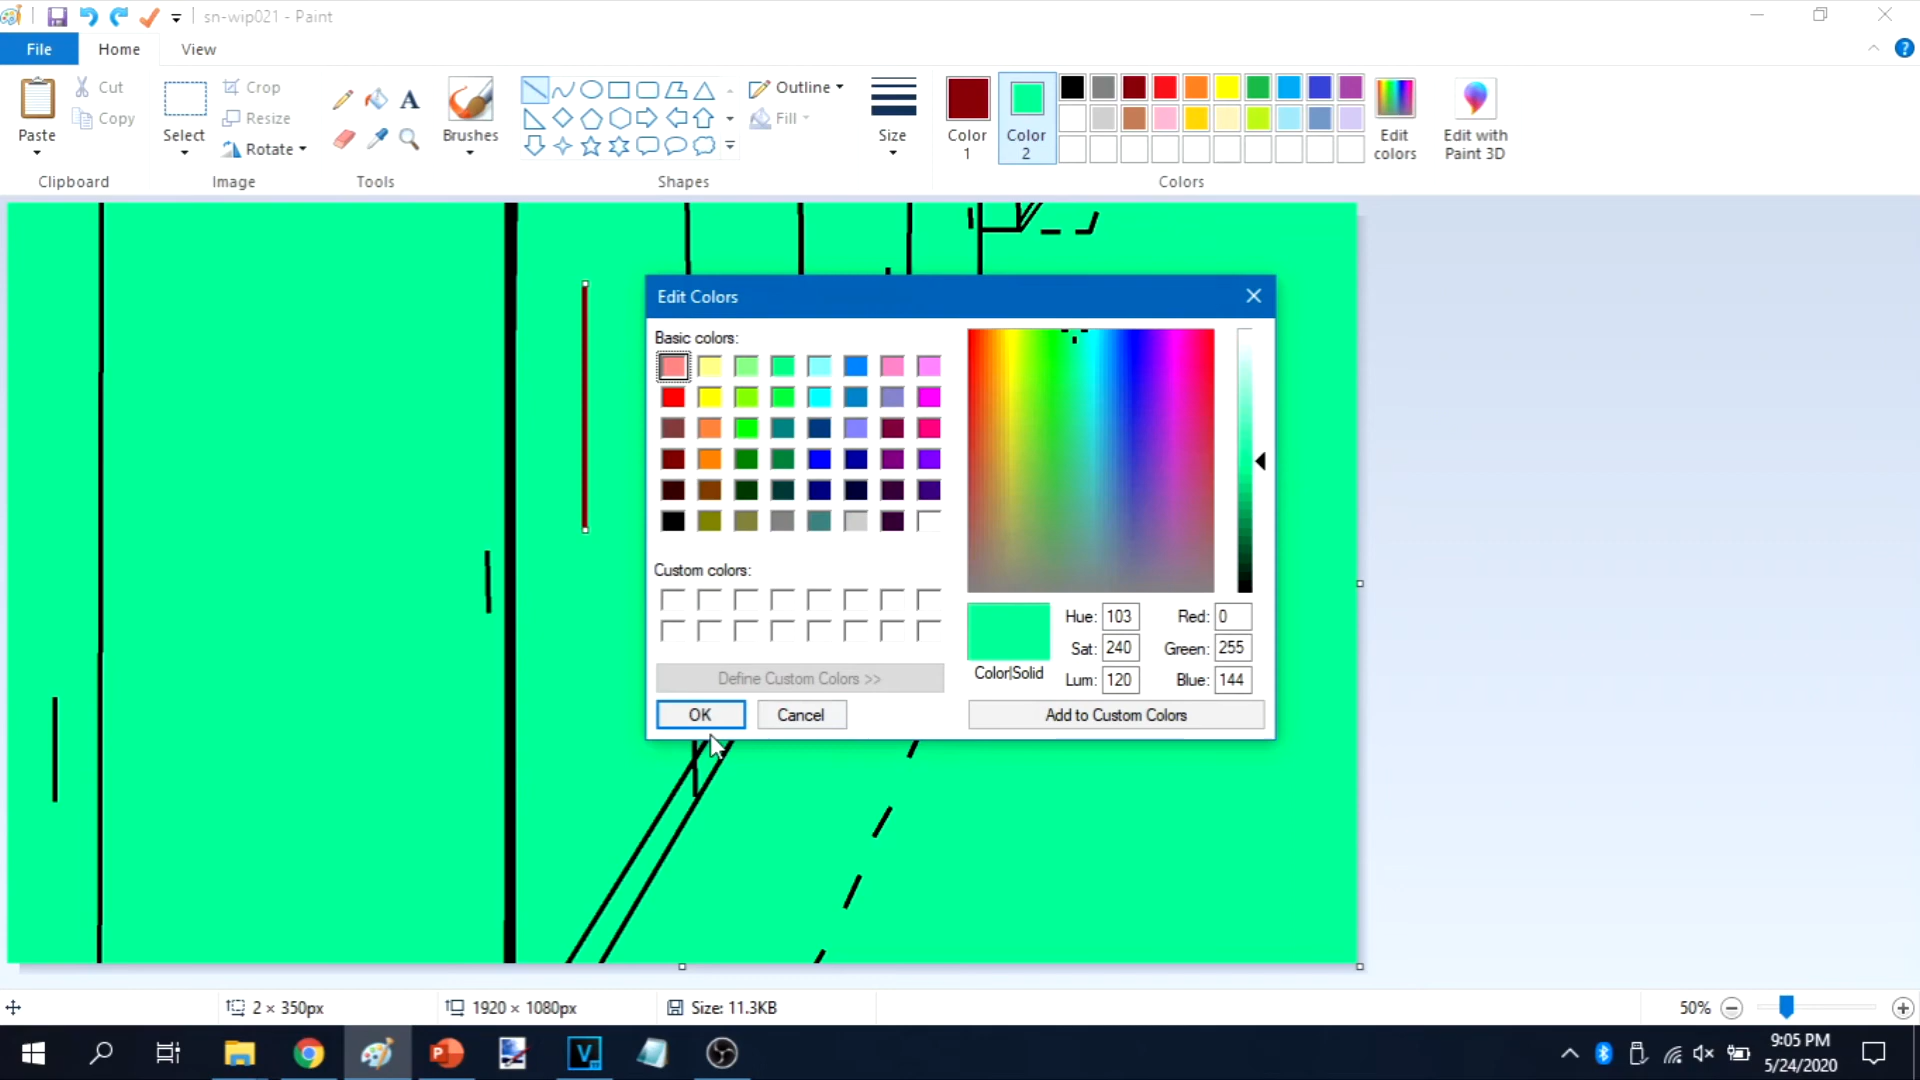 sn-wip021 - Paint
File
Home
View
Paste
Cut
Copy
Clipboard
Select
Crop
Resize
Rotate
Image
A
Tools
Brushes
Shapes
Outline
Fill
Size
Color
1
Color
2
Edit
colors
Colors
Edit with
Paint 3D
Edit Colors
Basic colors:
Custom colors:
Define Custom Colors >>
OK
Cancel
Color|Solid
Hue: 103
Sat: 240
Lum: 120
Red: 0
Green: 255
Blue: 144
Add to Custom Colors
2 × 350px
1920 × 1080px
Size: 11.3KB
50%
9:05 PM
5/24/2020